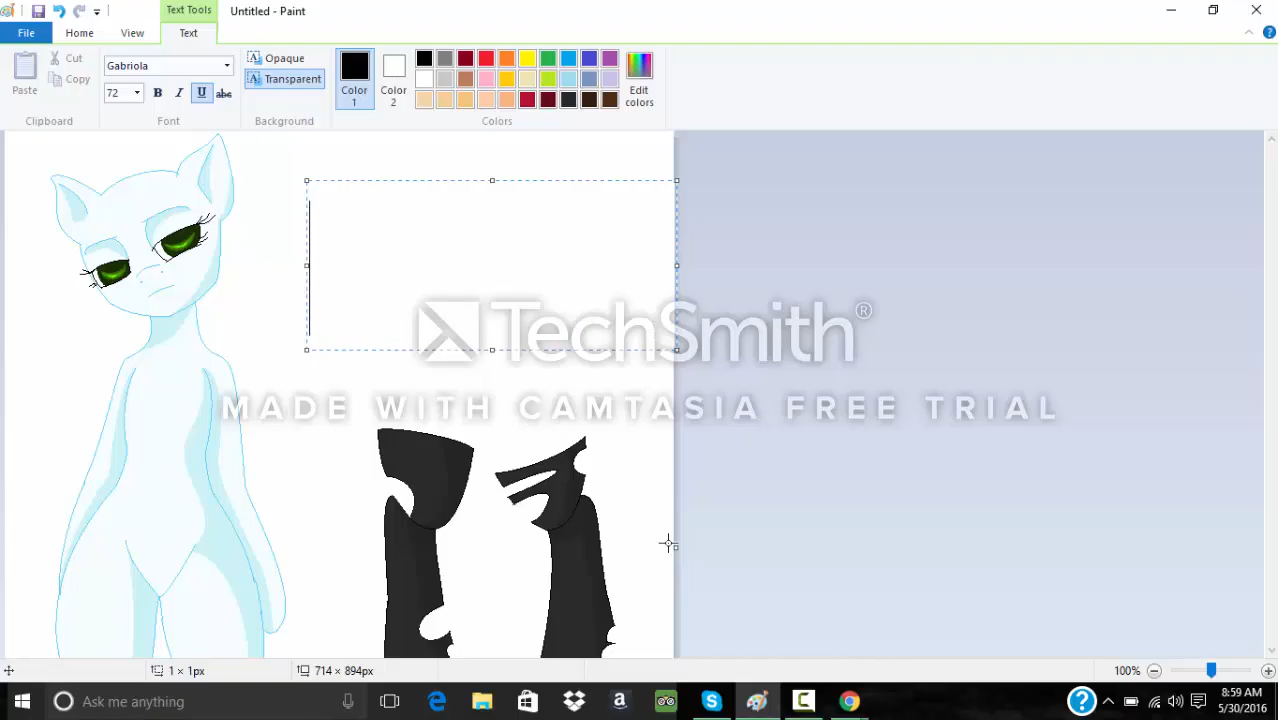 Text Tools
Untitled - Paint
File
Home
View
Text
Paste
Cut
Copy
Gabriola
72
B I U abc
Opaque
Transparent
Color 1
Color 2
Edit colors
Clipboard
Font
Background
Colors
TechSmith®
MADE WITH CAMTASIA FREE TRIAL
1 × 1px
714 × 894px
100%
Ask me anything
8:59 AM
5/30/2016